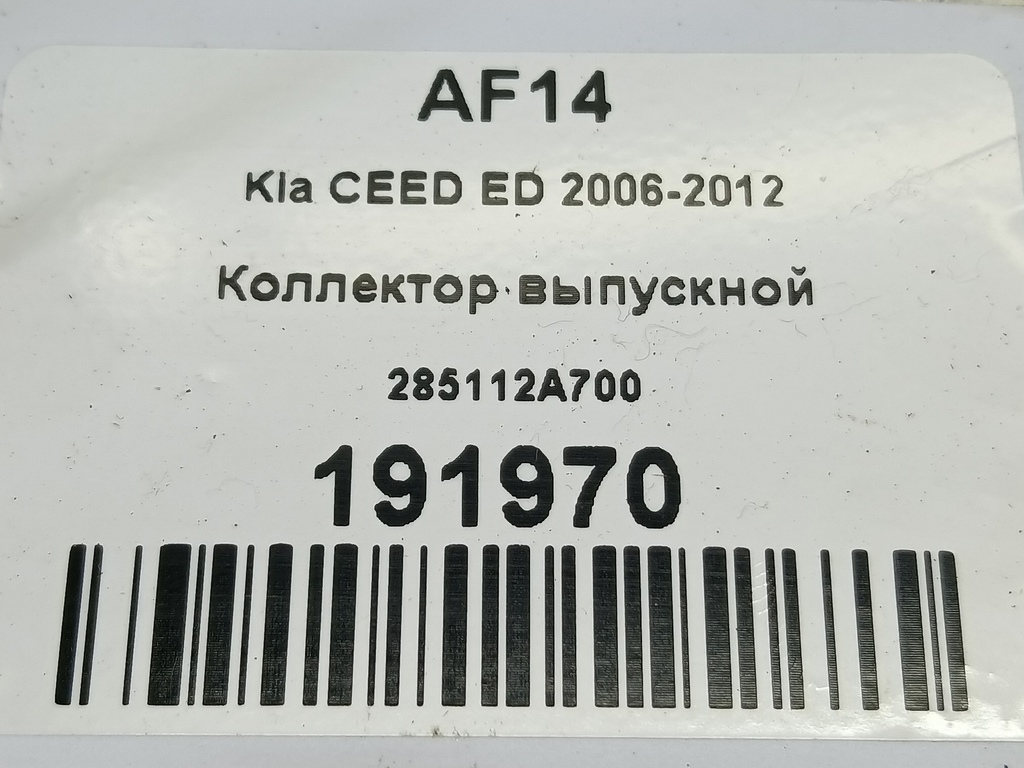 AF14
Kia CEED ED 2006-2012
Коллектор выпускной
285112A700
191970